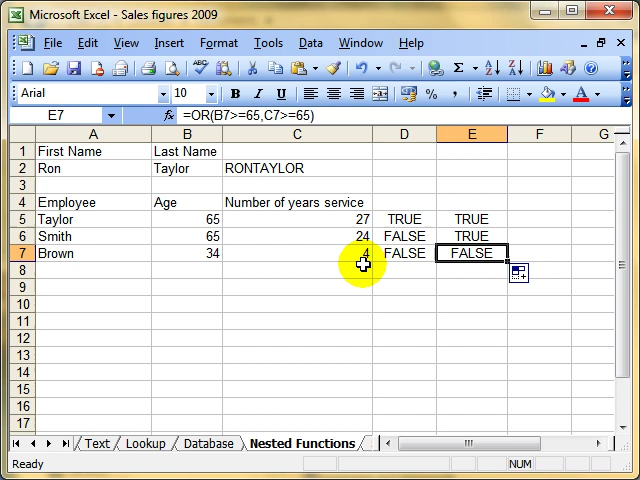 Microsoft Excel - Sales figures 2009
File Edit View Insert Format Tools Data Window Help
Arial 10 B I U
E7 fx =OR(B7>=65,C7>=65)
A B C D E F G
1 First Name Last Name
2 Ron Taylor RONTAYLOR
3
4 Employee Age Number of years service
5 Taylor 65 27 TRUE TRUE
6 Smith 65 24 FALSE TRUE
7 Brown 34 4 FALSE FALSE
8
9
10
11
12
13
14
15
16
17
Text Lookup Database Nested Functions
Ready NUM